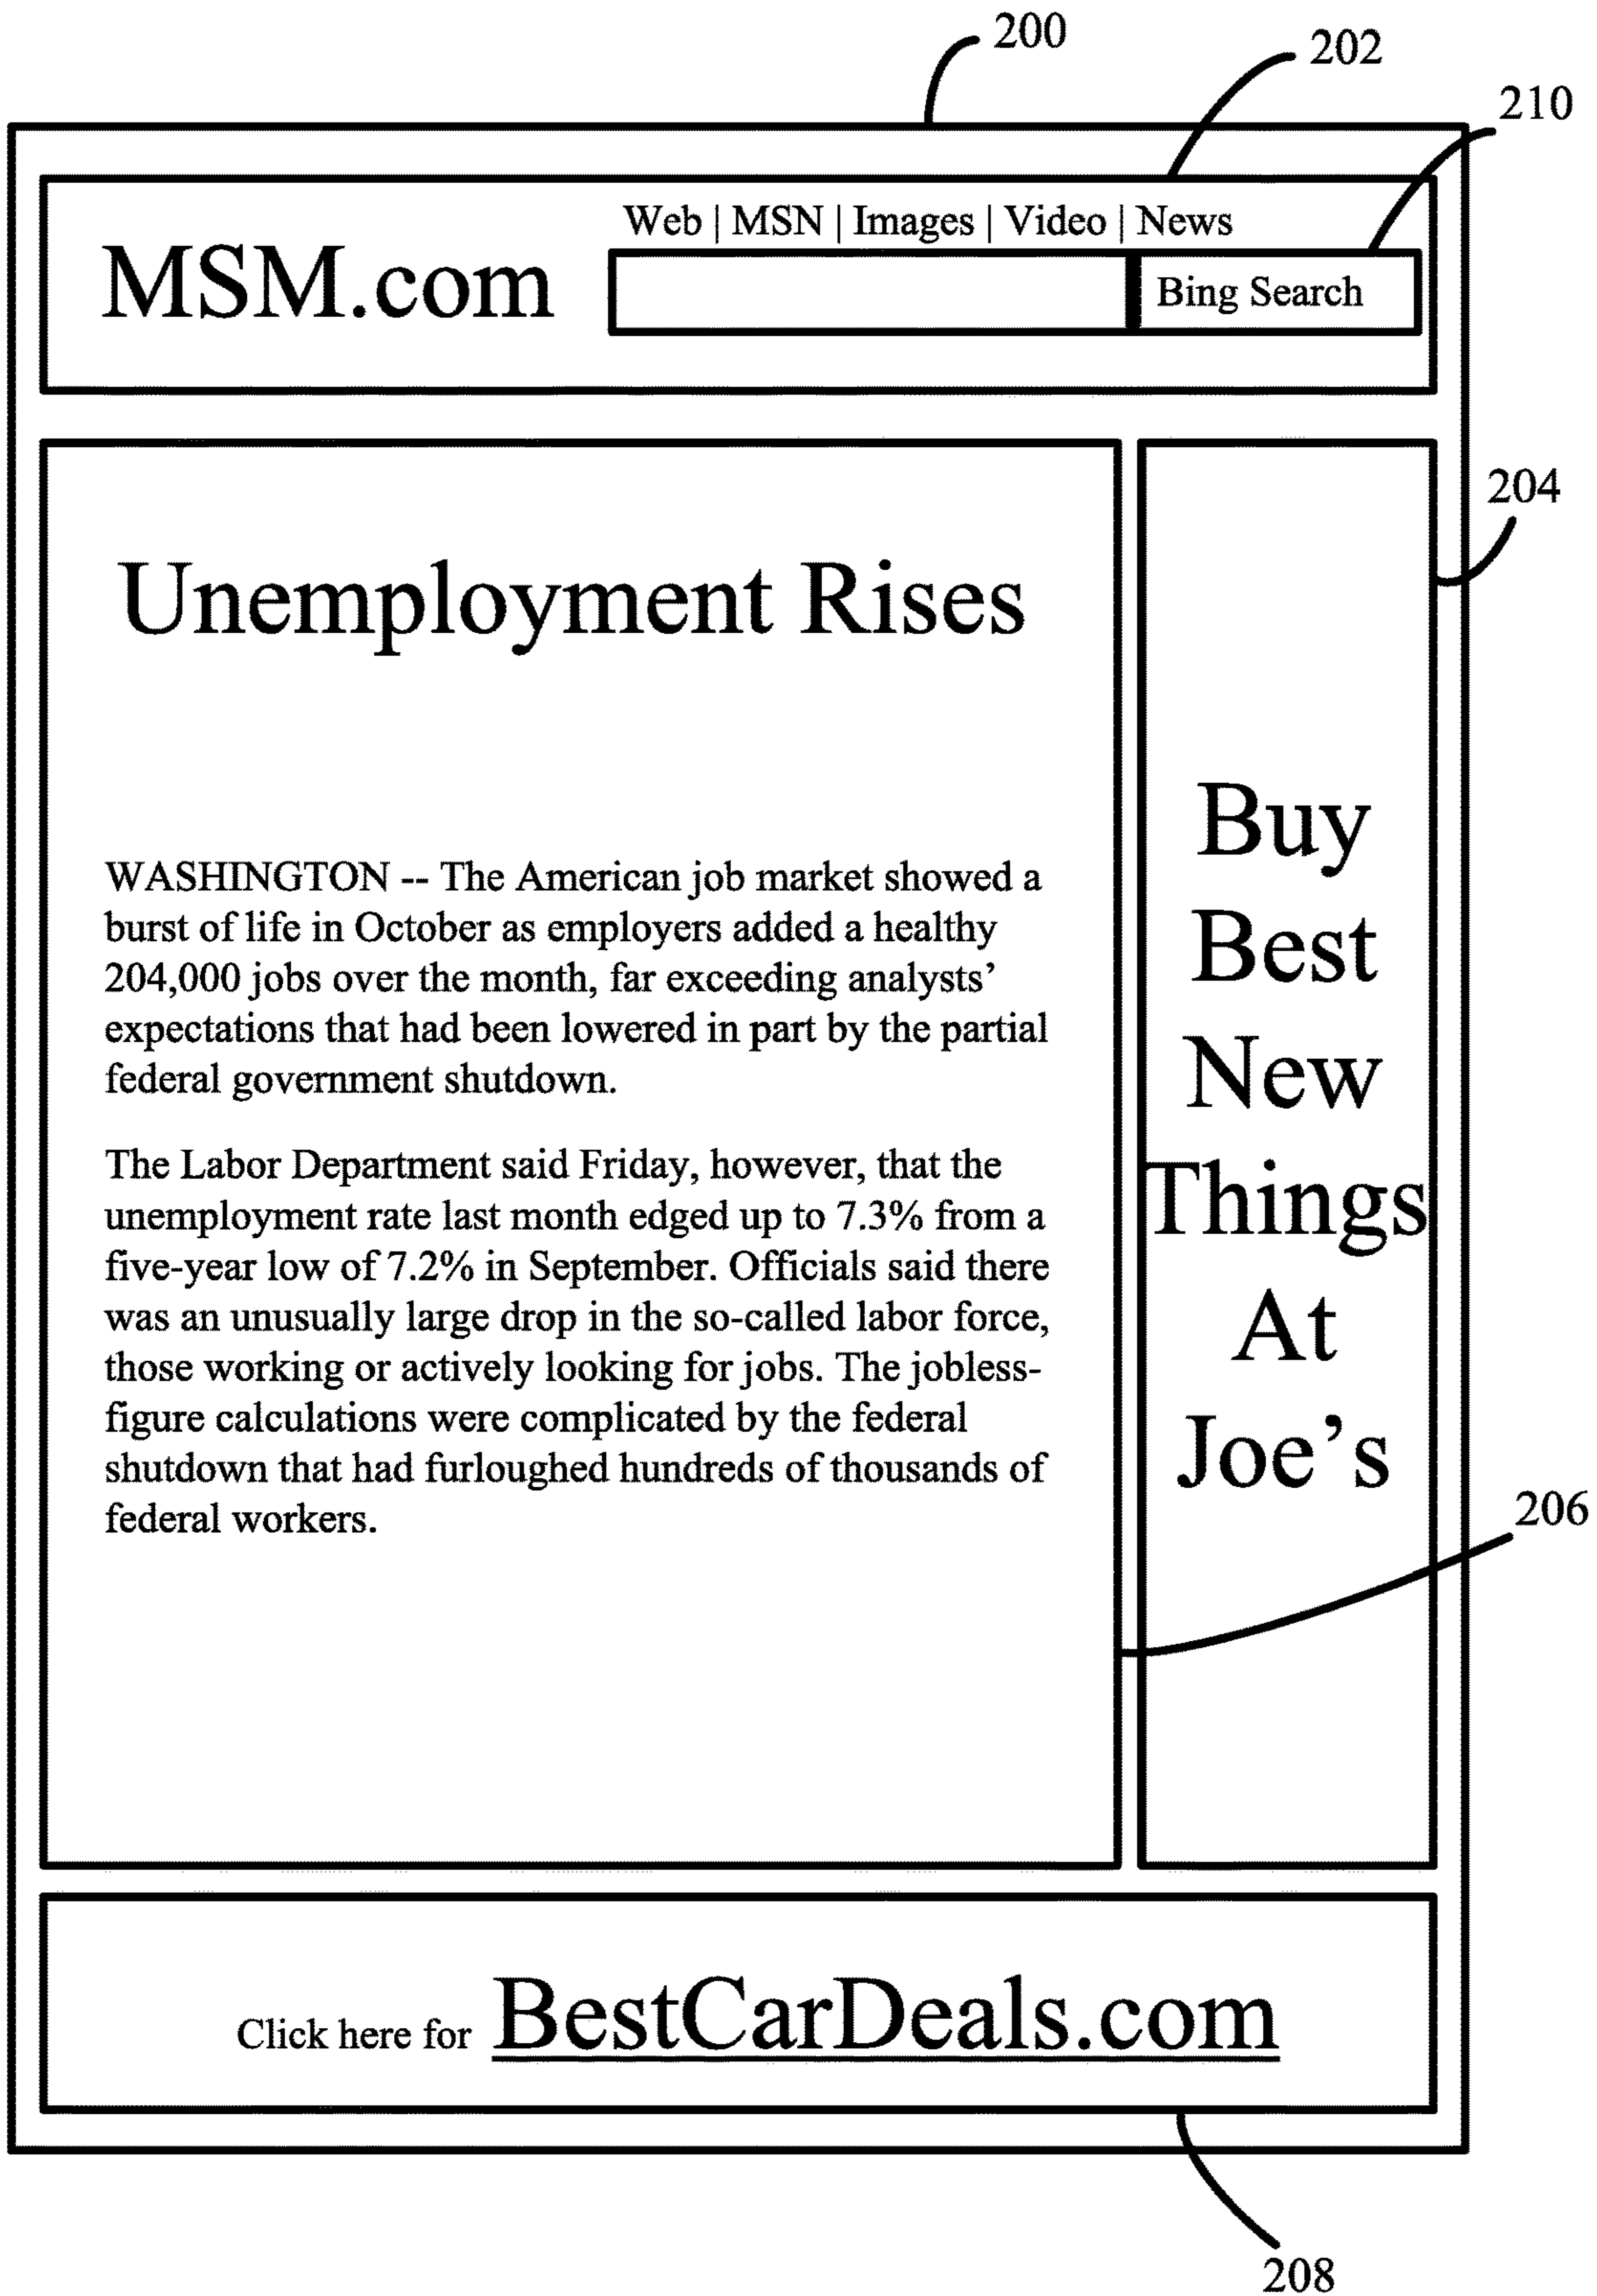 200
202
210
Web | MSN | Images | Video | News
MSM.com
Bing Search
204
Unemployment Rises
WASHINGTON -- The American job market showed a
burst of life in October as employers added a healthy
204,000 jobs over the month, far exceeding analysts’
expectations that had been lowered in part by the partial
federal government shutdown.
The Labor Department said Friday, however, that the
unemployment rate last month edged up to 7.3% from a
five-year low of 7.2% in September. Officials said there
was an unusually large drop in the so-called labor force,
those working or actively looking for jobs. The jobless-
figure calculations were complicated by the federal
shutdown that had furloughed hundreds of thousands of
federal workers.
Buy
Best
New
Things
At
Joe’s
206
Click here for BestCarDeals.com
208